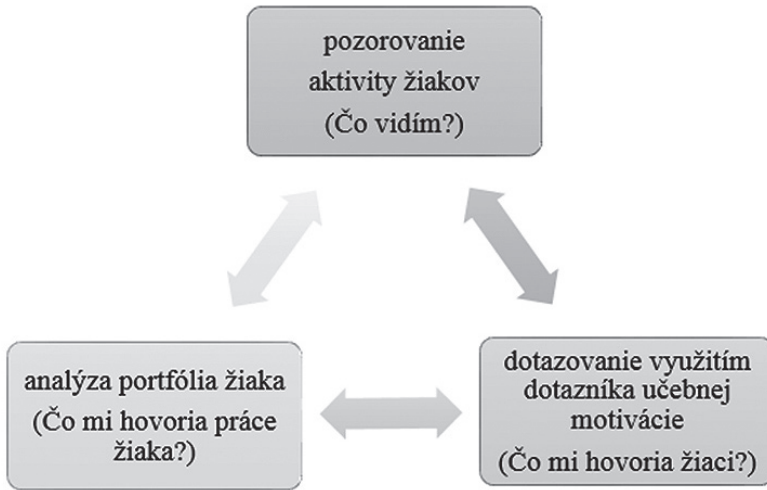 pozorovanie
aktivity žiakov
(Čo vidím?)
analýza portfólia žiaka
(Čo mi hovoria práce
žiaka?)
dotazovanie využitím
dotazníka učebnej
motivácie
(Čo mi hovoria žiaci?)